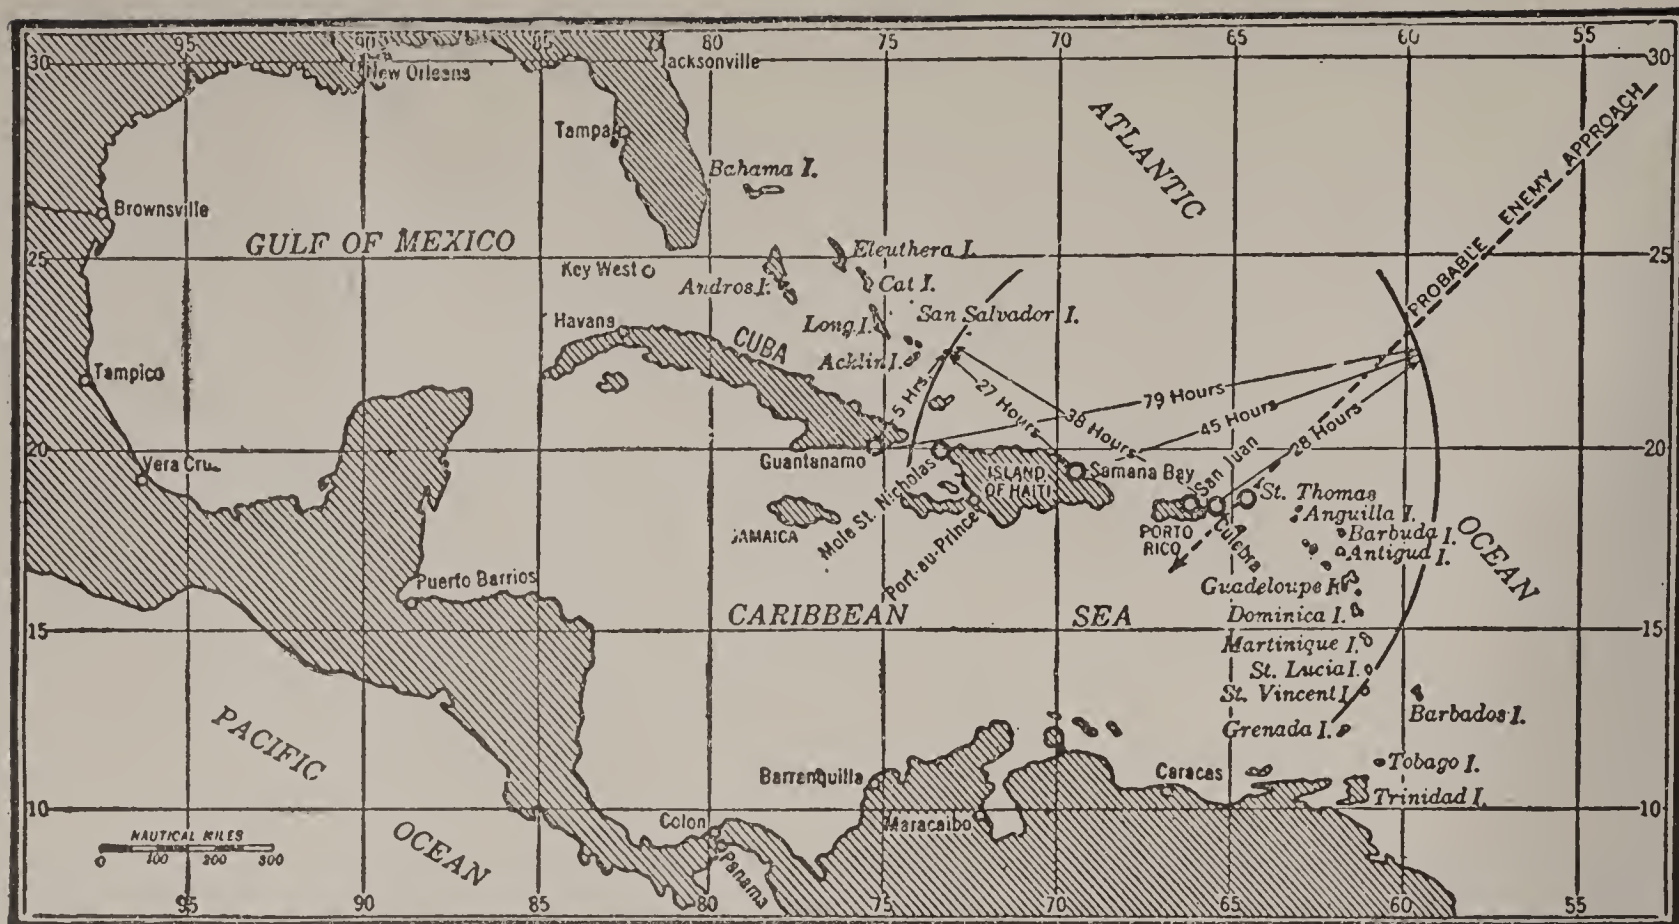 95 90 85 80 75 70 65 60 55
30 30
New Orleans
Jacksonville
ATLANTIC
PROBABLE ENEMY APPROACH
Tampa
Bahama I.
Brownsville
GULF OF MEXICO
25 25
Key West
Eleuthera I.
Andros I.
Cat I.
Havana
CUBA
Long I.
San Salvador I.
Acklin I.
Tampico
5 Hrs.
27 Hours
38 Hours
79 Hours
45 Hours
28 Hours
20 20
Vera Cru
Guantanamo
Mole St. Nicholas
ISLAND
OF HAITI
Samana Bay
San Juan
St. Thomas
JAMAICA
Port-au-Prince
PORTO
RICO
Culebra
Anguilla I.
Barbuda I.
Antigua I.
OCEAN
Puerto Barrios
Guadeloupe I.
CARIBBEAN SEA
Dominica I.
15 15
Martinique I.
St. Lucia I.
St. Vincent I.
Barbados I.
PACIFIC
Grenada I.
Barranquilla
Caracas
Tobago I.
Trinidad I.
10 10
Colon
Maracaibo
NAUTICAL MILES
0 100 200 300
OCEAN
Panama
95 90 85 80 75 70 65 60 55